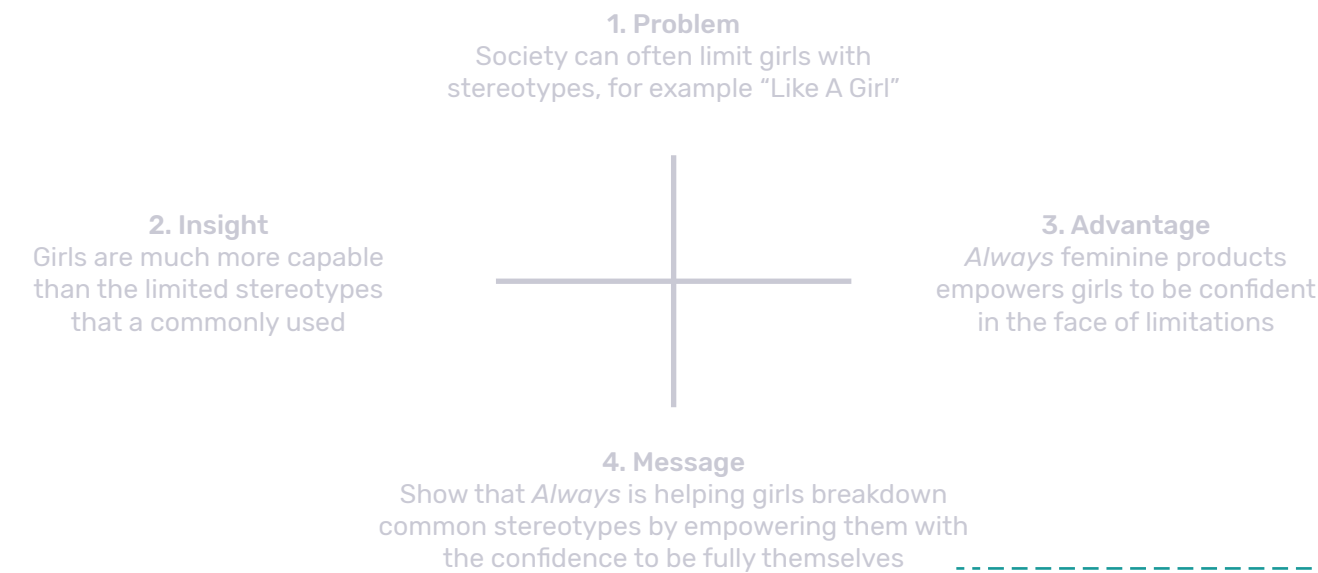 1. Problem
Society can often limit girls with
stereotypes, for example “Like A Girl”
2. Insight
Girls are much more capable
than the limited stereotypes
that a commonly used
3. Advantage
Always feminine products
empowers girls to be confident
in the face of limitations
4. Message
Show that Always is helping girls breakdown
common stereotypes by empowering them with
the confidence to be fully themselves